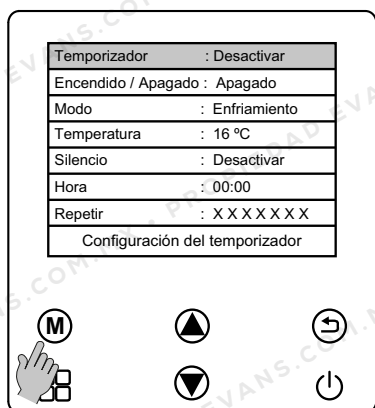 Temporizador : Desactivar
Encendido / Apagado : Apagado
Modo : Enfriamiento
Temperatura : 16 ºC
Silencio : Desactivar
Hora : 00:00
Repetir : X X X X X X X
Configuración del temporizador
M